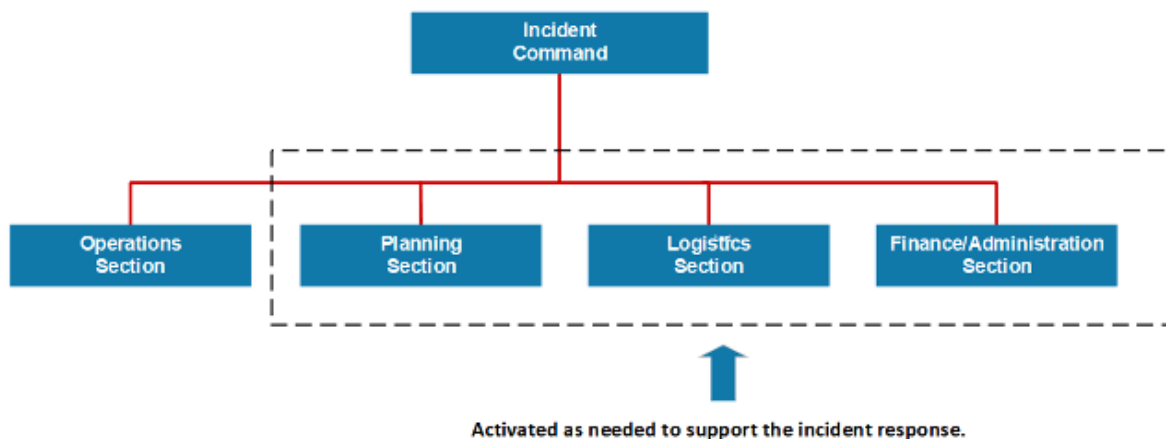 Incident
Command
Operations
Section
Planning
Section
Logistics
Section
Finance/Administration
Section
Activated as needed to support the incident response.